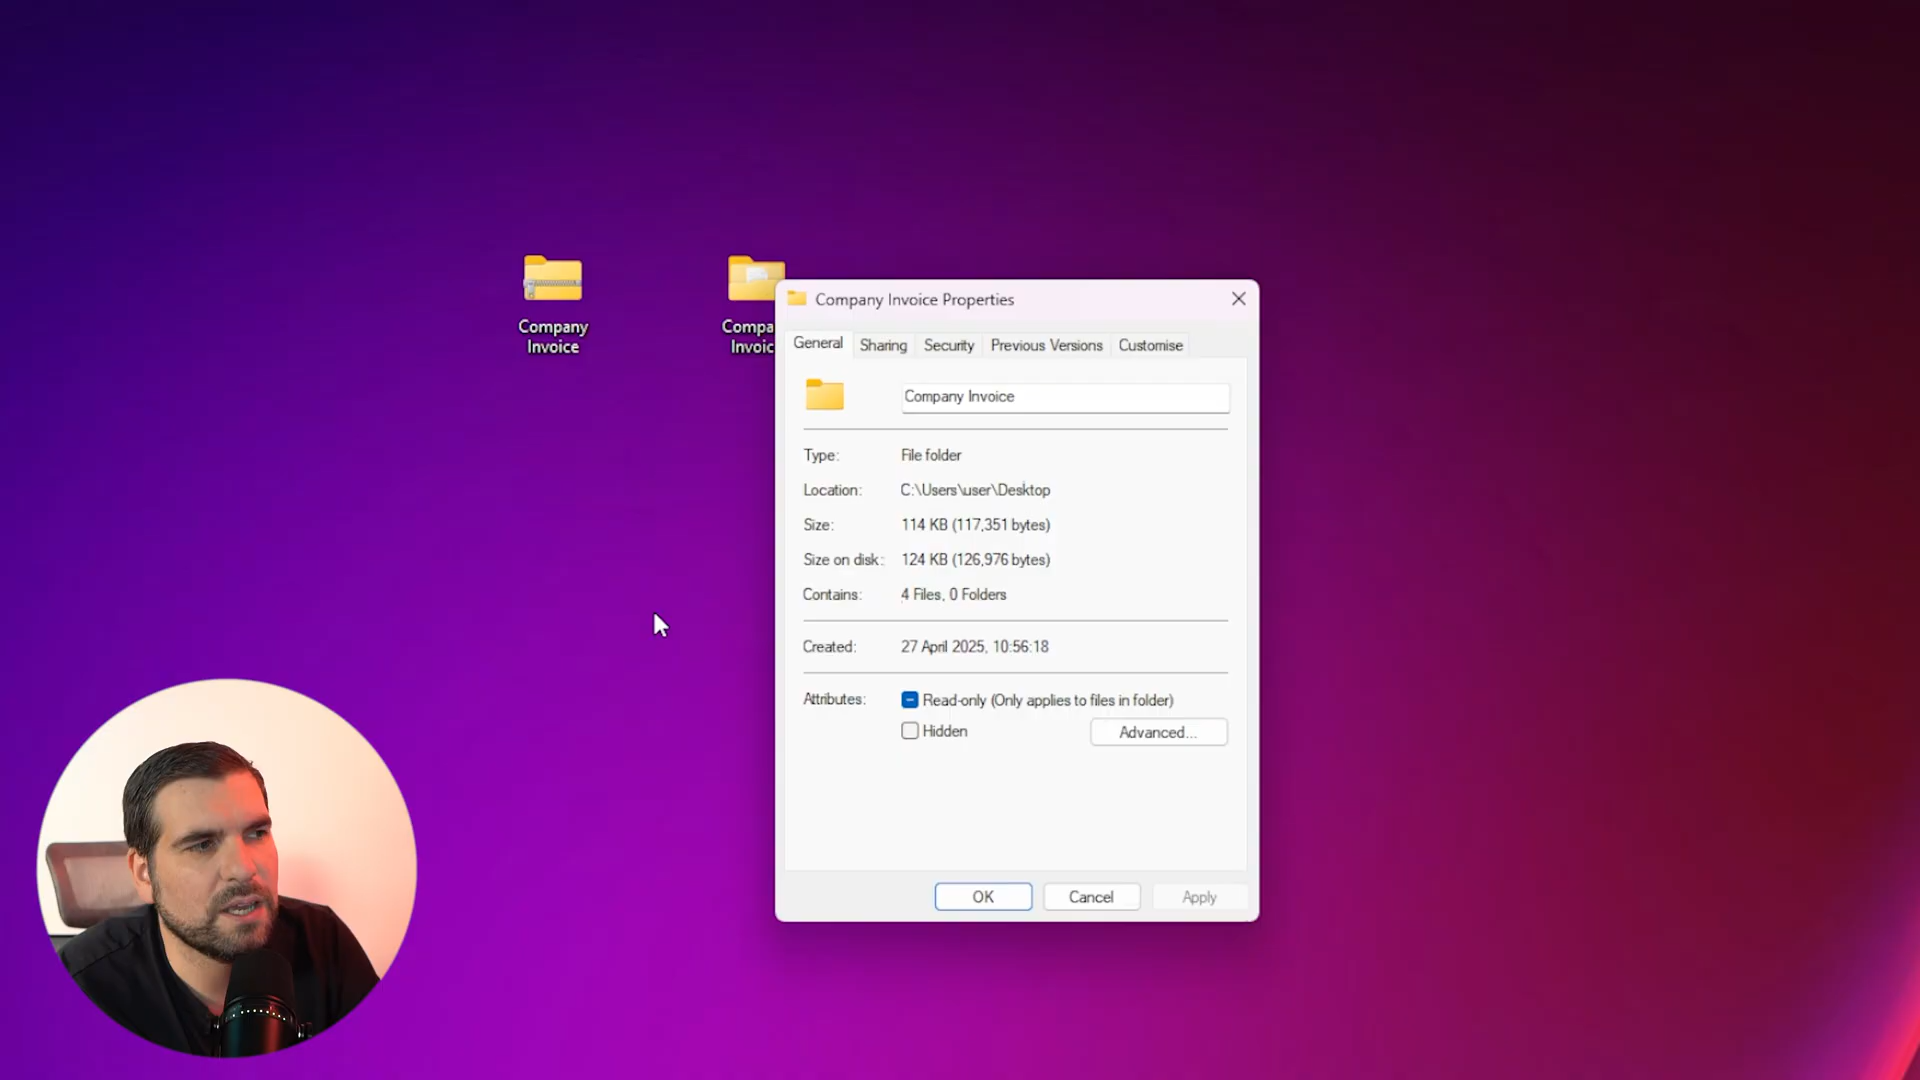 Company
Invoice
Compa
Invoic
Company Invoice Properties
General
Sharing
Security
Previous Versions
Customise
Company Invoice
Type: File folder
Location: C:\Users\user\Desktop
Size: 114 KB (117,351 bytes)
Size on disk: 124 KB (126,976 bytes)
Contains: 4 Files, 0 Folders
Created: 27 April 2025, 10:56:18
Attributes: Read-only (Only applies to files in folder)
Hidden
Advanced...
OK
Cancel
Apply